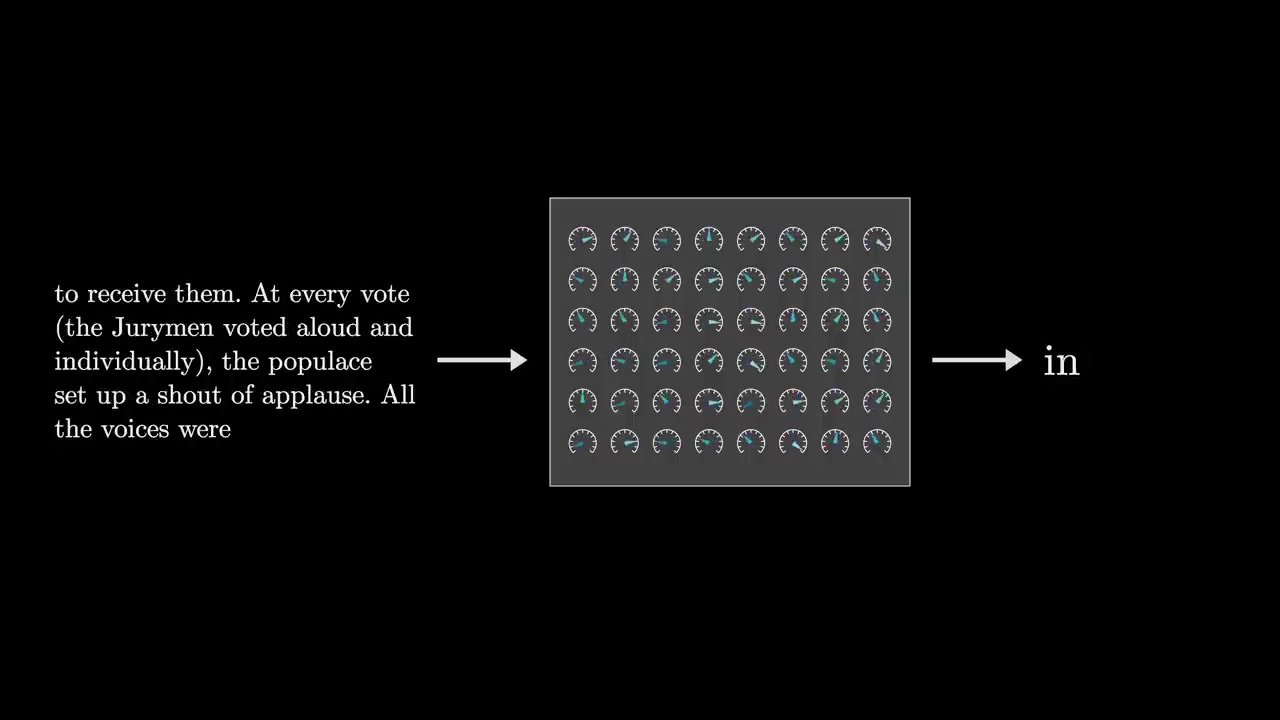 to receive them. At every vote
(the Jurymen voted aloud and
individually), the populace
set up a shout of applause. All
the voices were
in